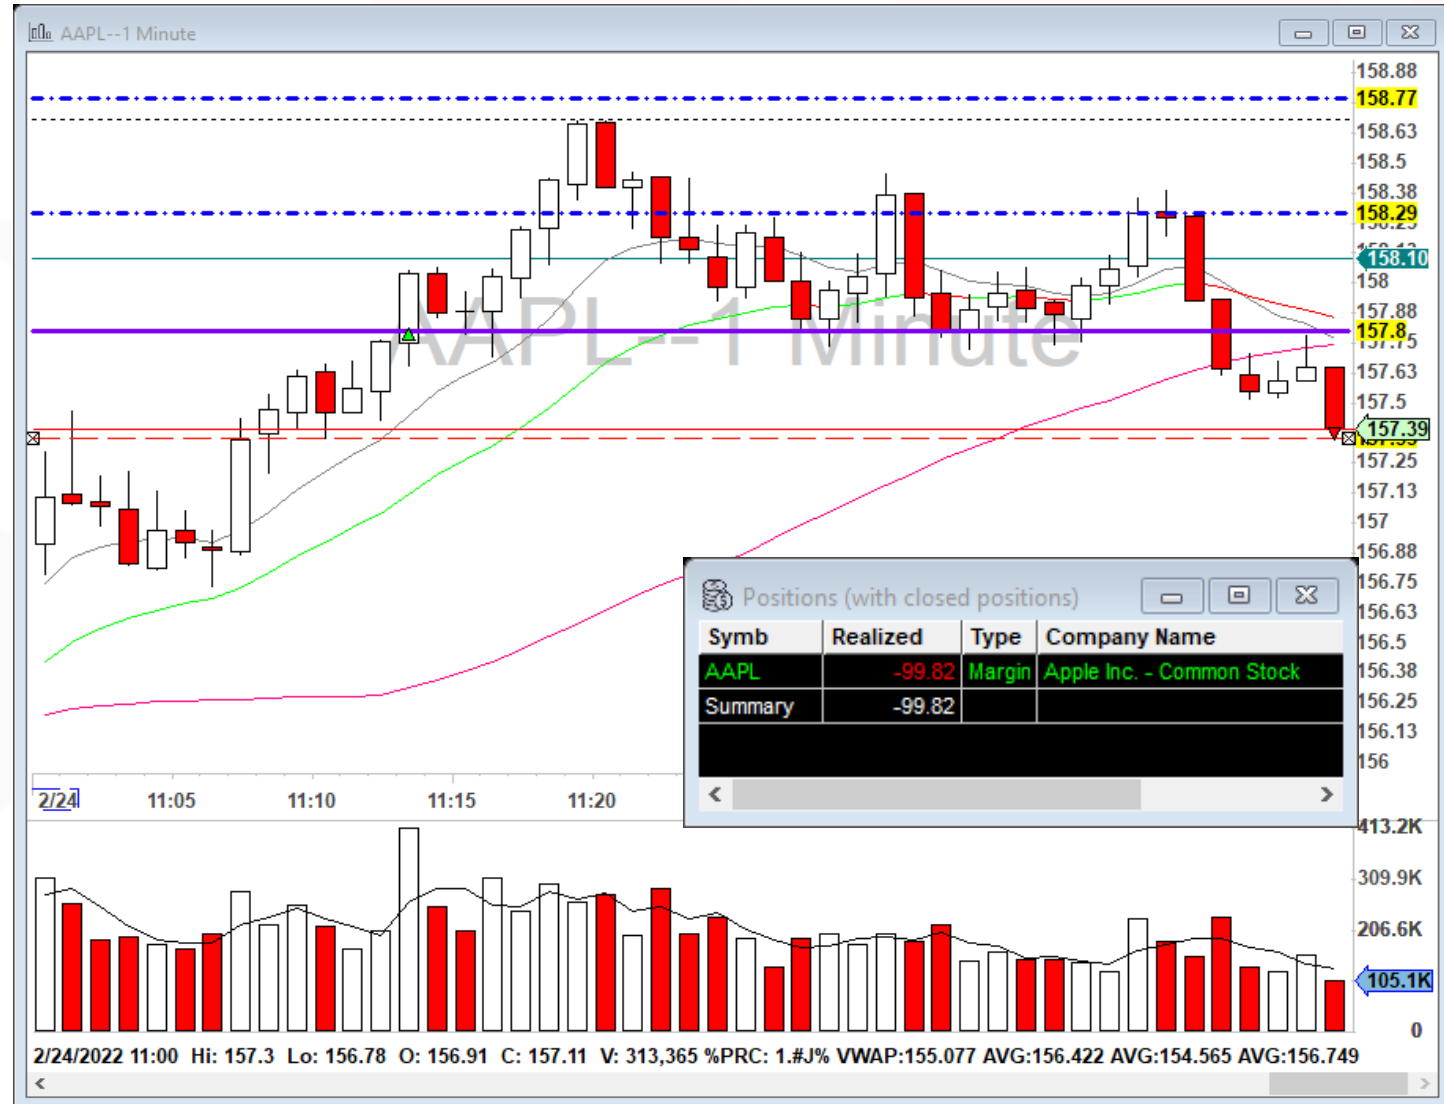 AAPL--1 Minute
158.88
158.77
158.63
158.5
158.38
158.29
158.25
158.10
158
157.88
157.8
157.75
157.63
157.5
157.39
157.25
157.13
157
156.88
156.75
156.63
156.5
156.38
156.25
156.13
156
AAPL--1 Minute
Positions (with closed positions)
Symb Realized Type Company Name
AAPL -99.82 Margin Apple Inc. - Common Stock
Summary -99.82
2/24 11:05 11:10 11:15 11:20
413.2K
309.9K
206.6K
105.1K
0
2/24/2022 11:00 Hi: 157.3 Lo: 156.78 O: 156.91 C: 157.11 V: 313,365 %PRC: 1.#J% VWAP:155.077 AVG:156.422 AVG:154.565 AVG:156.749